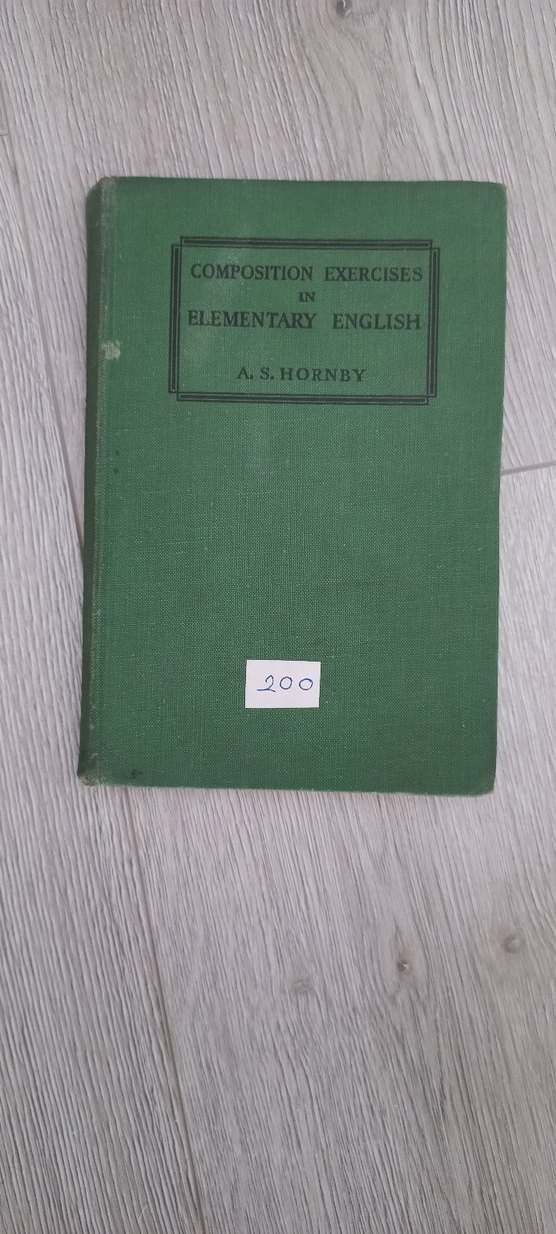 COMPOSITION EXERCISES
IN
ELEMENTARY ENGLISH
A. S. HORNBY
200